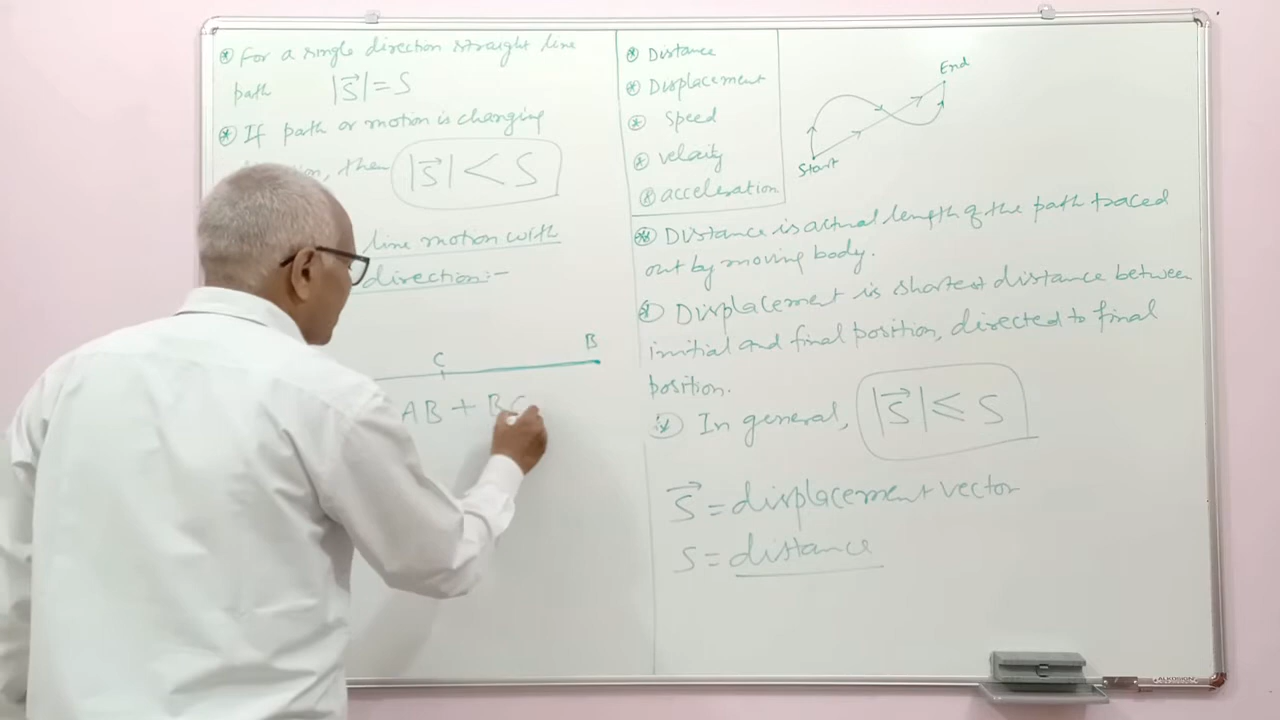 For a single direction straight line
path |S⃗| = S
If path or motion is changing
then |S⃗| < S
line motion with
direction:-
C B
AB + BC
Distance
Displacement
Speed
velocity
acceleration
End
Start
Distance is actual length of the path traced
out by moving body.
Displacement is shortest distance between
initial and final position, directed to final
position.
In general, |S⃗| ≤ S
S⃗ = displacement vector
S = distance